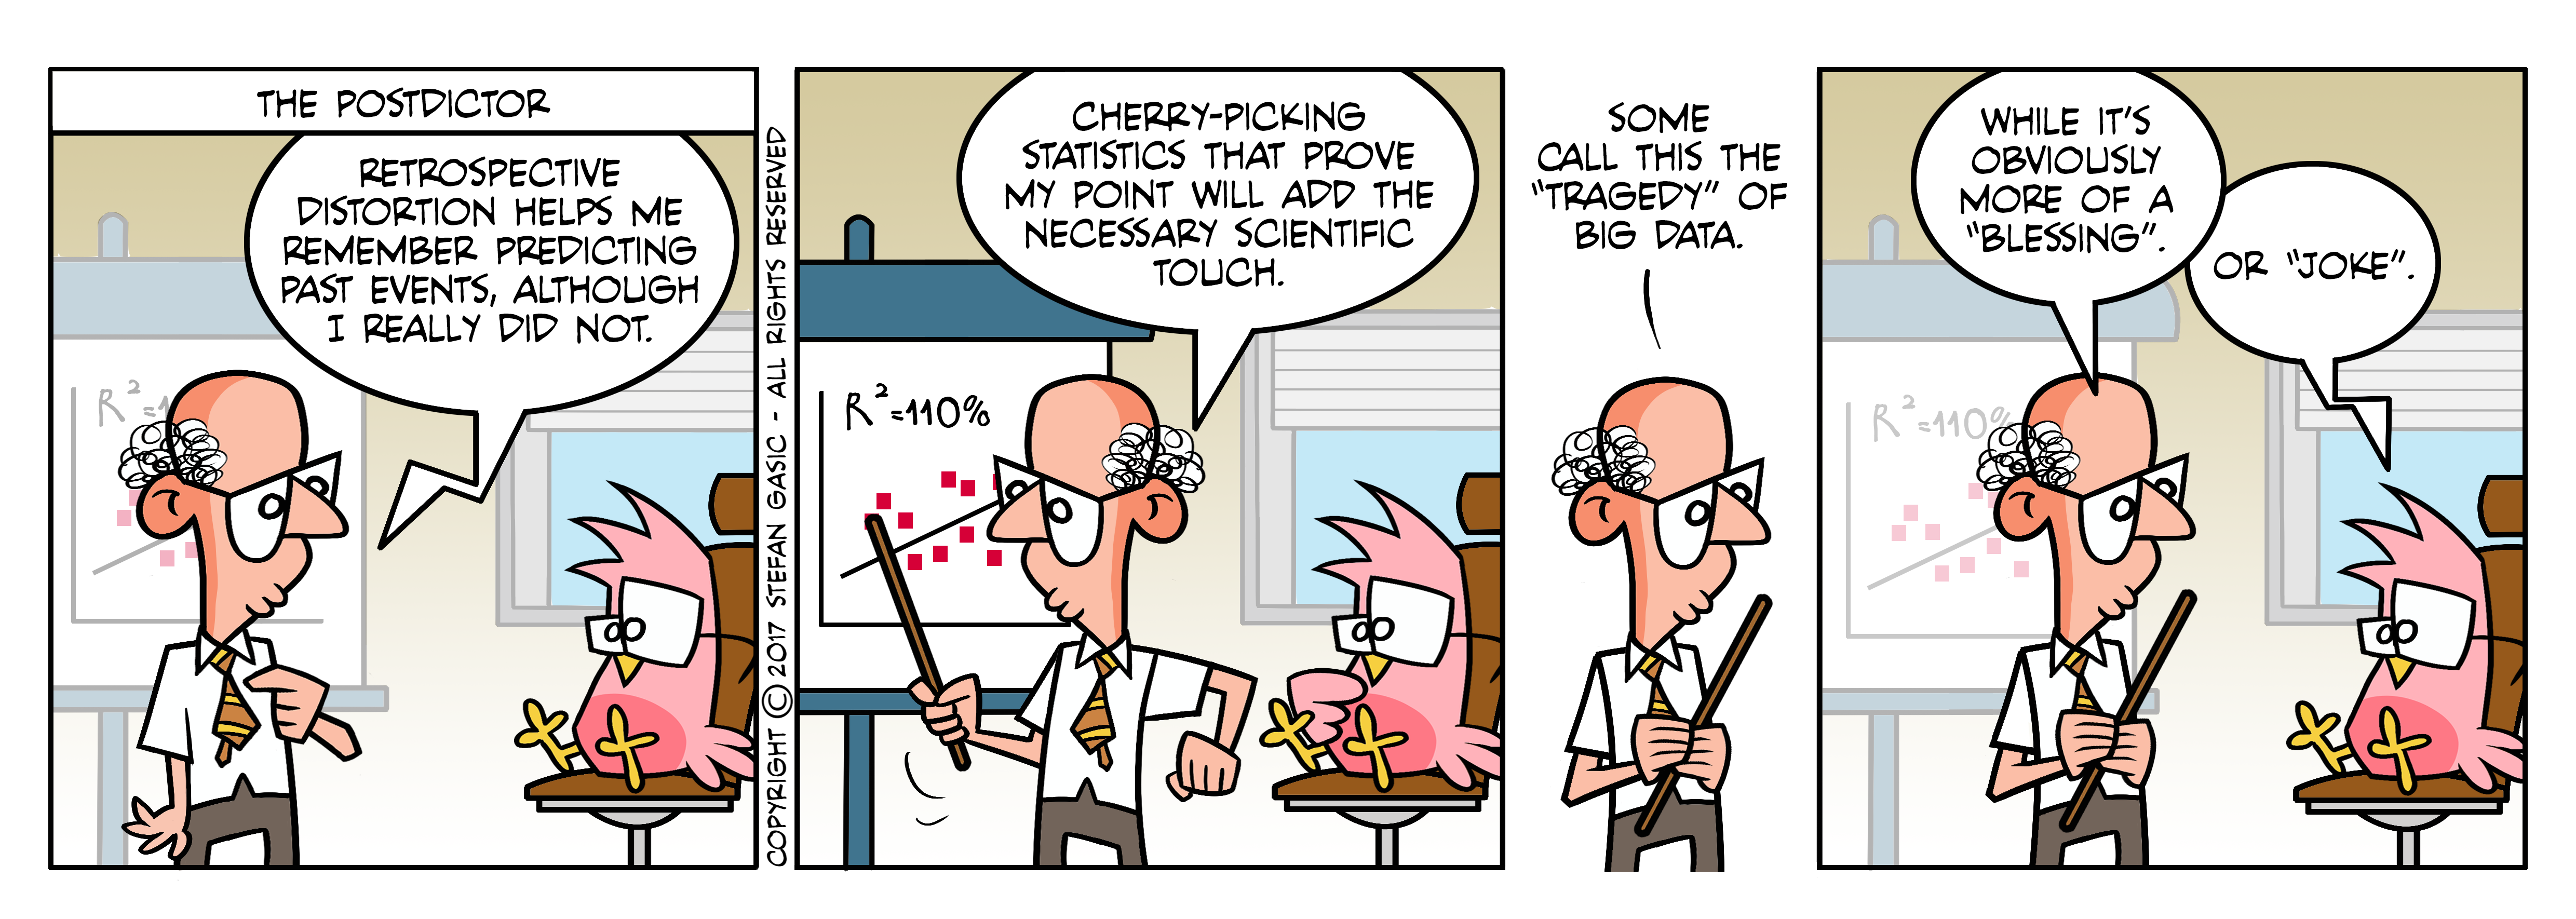 THE POSTDICTOR
RETROSPECTIVE
DISTORTION HELPS ME
REMEMBER PREDICTING
PAST EVENTS, ALTHOUGH
I REALLY DID NOT.
R²=1
COPYRIGHT © 2017 STEFAN GASIC - ALL RIGHTS RESERVED
CHERRY-PICKING
STATISTICS THAT PROVE
MY POINT WILL ADD THE
NECESSARY SCIENTIFIC
TOUCH.
R²=110%
SOME
CALL THIS THE
"TRAGEDY" OF
BIG DATA.
WHILE IT'S
OBVIOUSLY
MORE OF A
"BLESSING".
OR "JOKE".
R²=110%